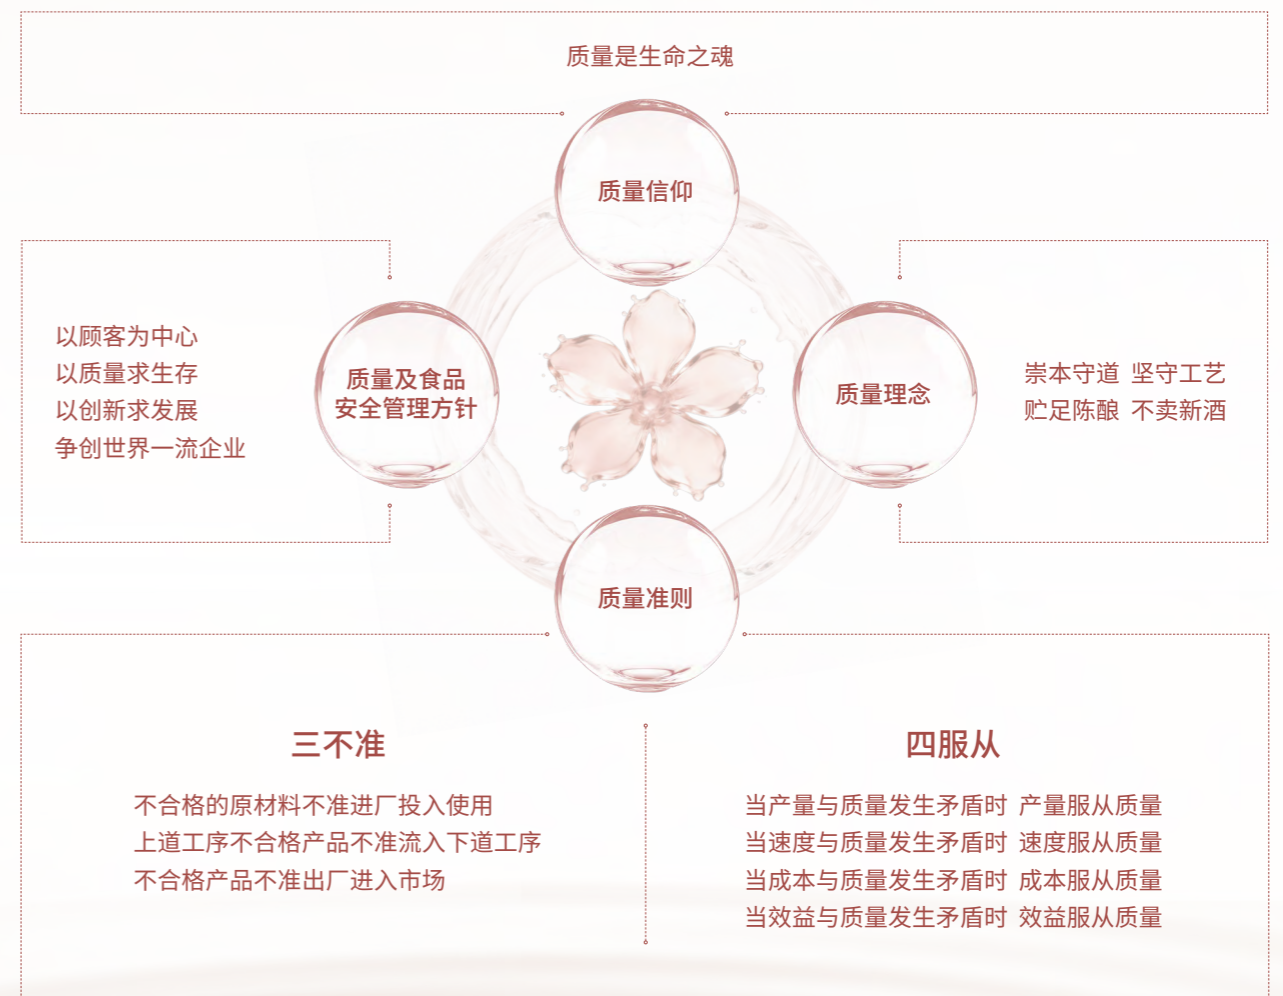 质量是生命之魂
质量信仰
以顾客为中心
以质量求生存
以创新求发展
争创世界一流企业
质量及食品
安全管理方针
质量理念
崇本守道 坚守工艺
贮足陈酿 不卖新酒
质量准则
三不准
不合格的原材料不准进厂投入使用
上道工序不合格产品不准流入下道工序
不合格产品不准出厂进入市场
四服从
当产量与质量发生矛盾时 产量服从质量
当速度与质量发生矛盾时 速度服从质量
当成本与质量发生矛盾时 成本服从质量
当效益与质量发生矛盾时 效益服从质量